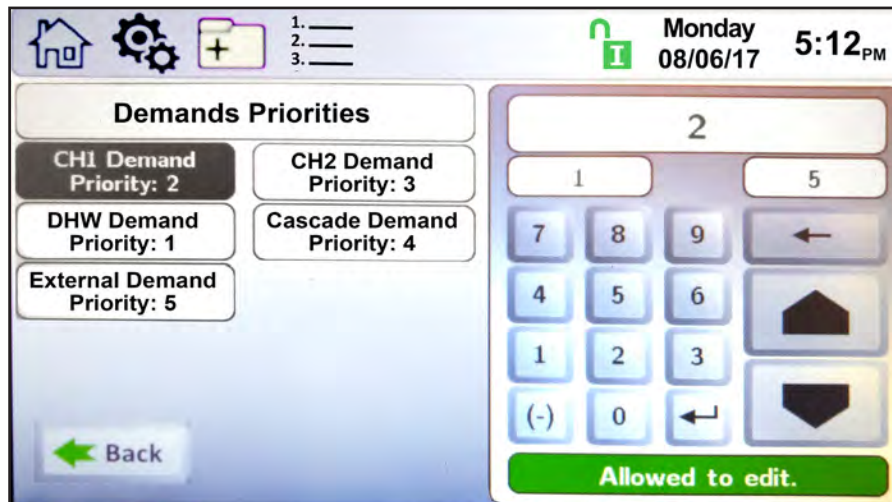 1.
2.
3.
I
Monday
08/06/17
5:12PM
Demands Priorities
CH1 Demand
Priority: 2
CH2 Demand
Priority: 3
DHW Demand
Priority: 1
Cascade Demand
Priority: 4
External Demand
Priority: 5
Back
2
1 5
7 8 9
4 5 6
1 2 3
(-) 0
Allowed to edit.